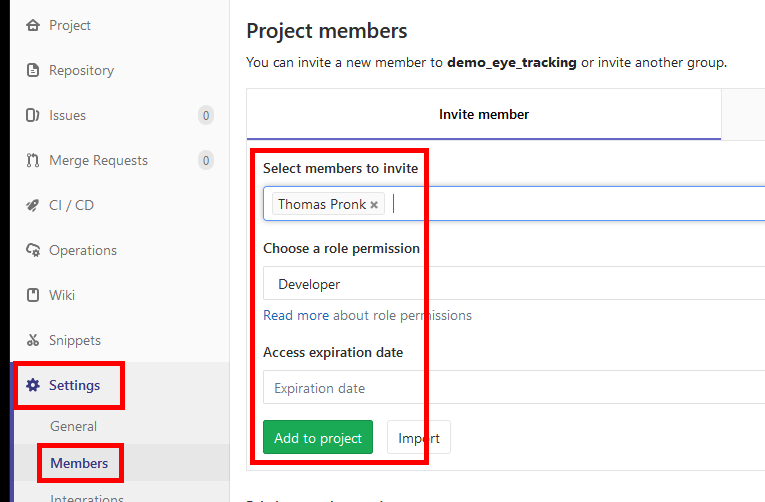 Project
Repository
Issues 0
Merge Requests 0
CI / CD
Operations
Wiki
Snippets
Settings
General
Members
Integrations
Project members
You can invite a new member to demo_eye_tracking or invite another group.
Invite member
Select members to invite
Thomas Pronk ×
Choose a role permission
Developer
Read more about role permissions
Access expiration date
Expiration date
Add to project Import